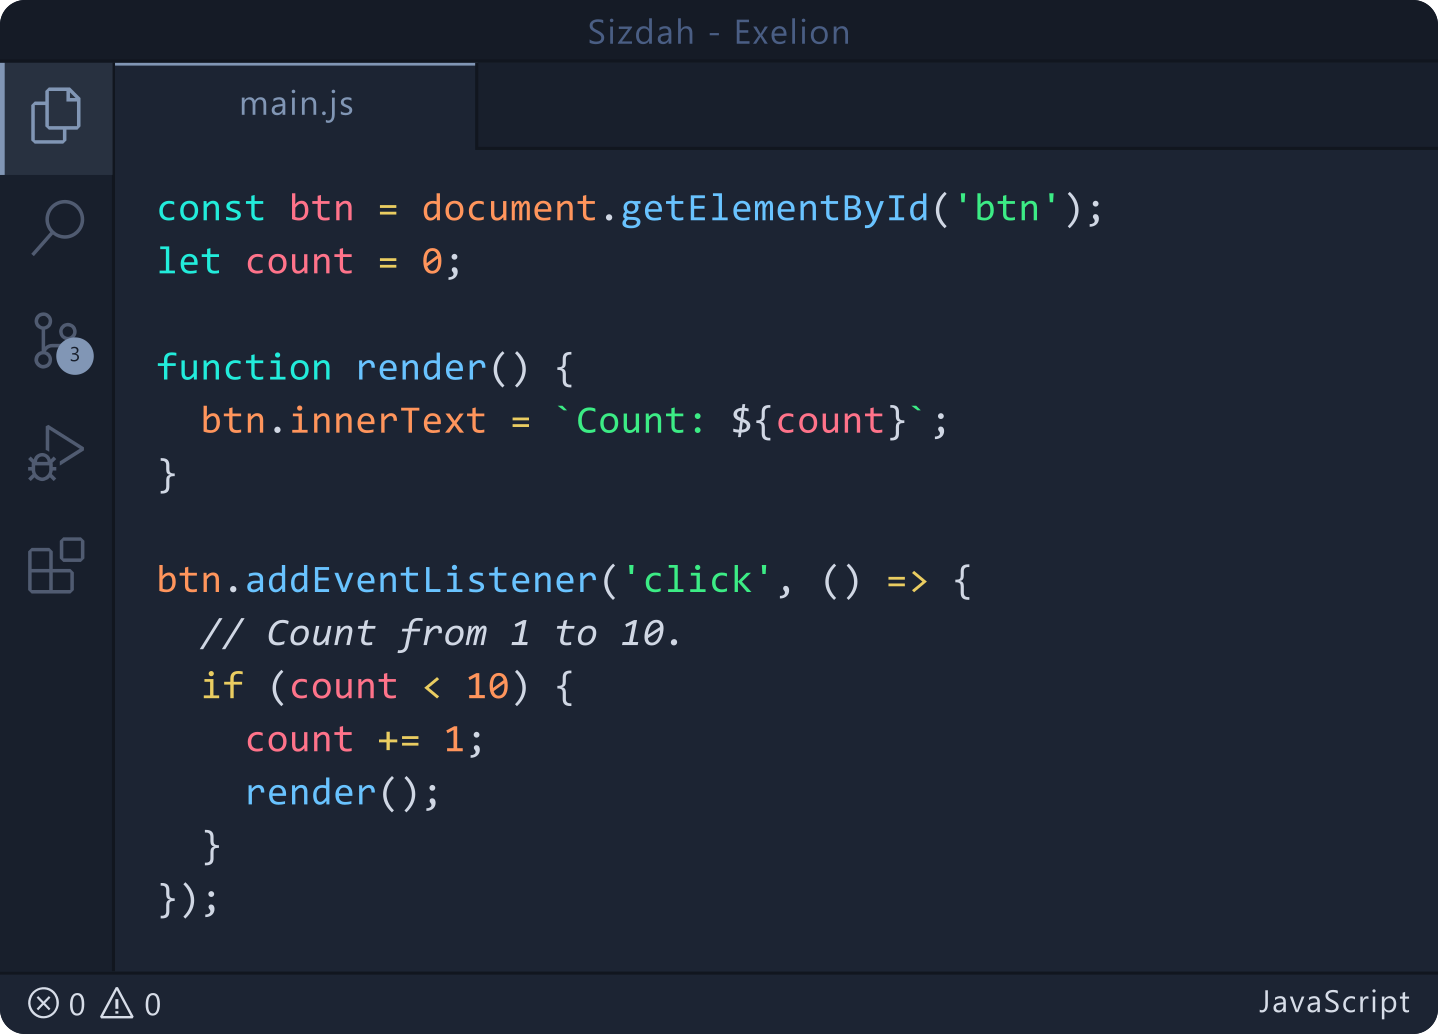 Sizdah - Exelion
main.js
3
const btn = document.getElementById('btn');
let count = 0;
function render() {
  btn.innerText = `Count: ${count}`;
}
btn.addEventListener('click', () => {
  // Count from 1 to 10.
  if (count < 10) {
    count += 1;
    render();
  }
});
0 0 JavaScript